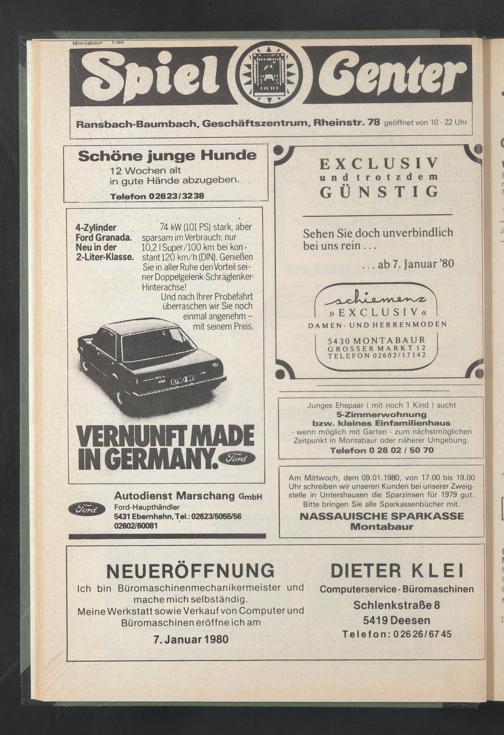 Montabaur 1/80
Spiel Center
Ransbach-Baumbach, Geschäftszentrum, Rheinstr. 78 geöffnet von 10 - 22 Uhr
Schöne junge Hunde
12 Wochen alt
in gute Hände abzugeben.
Telefon 02623/3238
4-Zylinder
Ford Granada.
Neu in der
2-Liter-Klasse.
74 kW (101 PS) stark, aber
sparsam im Verbrauch: nur
10,2 l Super/100 km bei kon-
stant 120 km/h (DIN). Genießen
Sie in aller Ruhe den Vorteil sei-
ner Doppelgelenk-Schräglenker-
Hinterachse!
Und nach Ihrer Probefahrt
überraschen wir Sie noch
einmal angenehm –
mit seinem Preis.
VERNUNFT MADE
IN GERMANY. Ford
Ford
Autodienst Marschang GmbH
Ford-Haupthändler
5431 Ebernhahn, Tel.: 02623/5055/56
02602/60081
EXCLUSIV
und trotzdem
GÜNSTIG
Sehen Sie doch unverbindlich
bei uns rein ...
... ab 7. Januar '80
schiemenz
» EXCLUSIV «
DAMEN- UND HERRENMODEN
5430 MONTABAUR
GROSSER MARKT 12
TELEFON 02602/17142
Junges Ehepaar ( mit noch 1 Kind ) sucht
5-Zimmerwohnung
bzw. kleines Einfamilienhaus
- wenn möglich mit Garten - zum nächstmöglichen
Zeitpunkt in Montabaur oder näherer Umgebung.
Telefon 0 26 02 / 50 70
Am Mittwoch, dem 09.01.1980, von 17.00 bis 19.00
Uhr schreiben wir unseren Kunden bei unserer Zweig-
stelle in Untershausen die Sparzinsen für 1979 gut.
Bitte bringen Sie alle Sparkassenbücher mit.
NASSAUISCHE SPARKASSE
Montabaur
NEUERÖFFNUNG
Ich bin Büromaschinenmechanikermeister und
mache mich selbständig.
Meine Werkstatt sowie Verkauf von Computer und
Büromaschinen eröffne ich am
7. Januar 1980
DIETER KLEI
Computerservice - Büromaschinen
Schlenkstraße 8
5419 Deesen
Telefon: 02626/6745